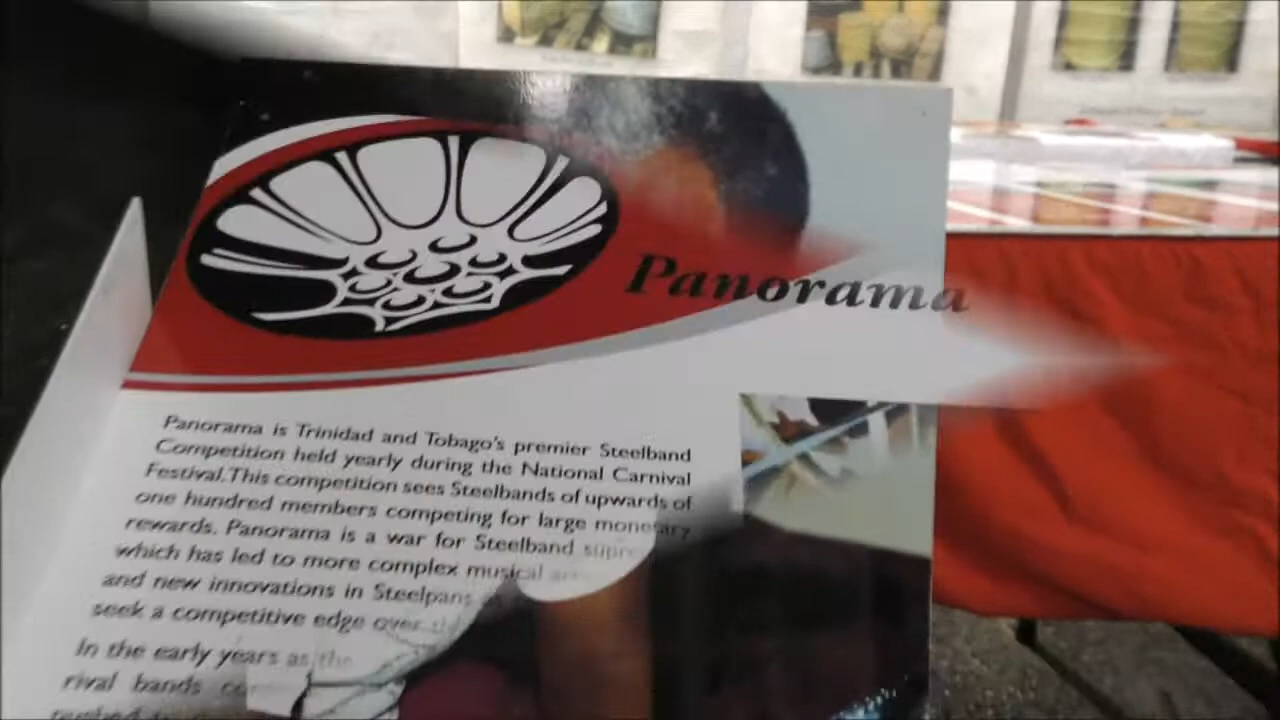 Panorama
Panorama is Trinidad and Tobago's premier Steelband
Competition held yearly during the National Carnival
Festival.This competition sees Steelbands of upwards of
one hundred members competing for large monetary
rewards. Panorama is a war for Steelband
which has led to more complex musical
and new innovations in Steelpans
seek a competitive edge over
In the early years as the
rival bands